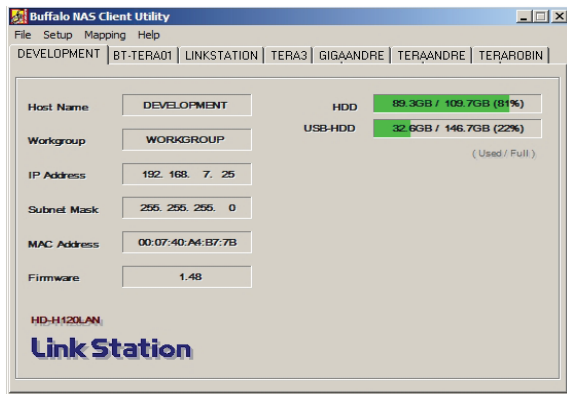 Buffalo NAS Client Utility
File Setup Mapping Help
DEVELOPMENT BT-TERA01 LINKSTATION TERA3 GIGAANDRE TERAANDRE TERAROBIN
Host Name DEVELOPMENT HDD 89.3GB / 109.7GB (81%)
Workgroup WORKGROUP USB-HDD 32.6GB / 146.7GB (22%)
( Used / Full )
IP Address 192. 168. 7. 25
Subnet Mask 255. 255. 255. 0
MAC Address 00:07:40:A4:B7:7B
Firmware 1.48
HD-H120LAN
Link Station